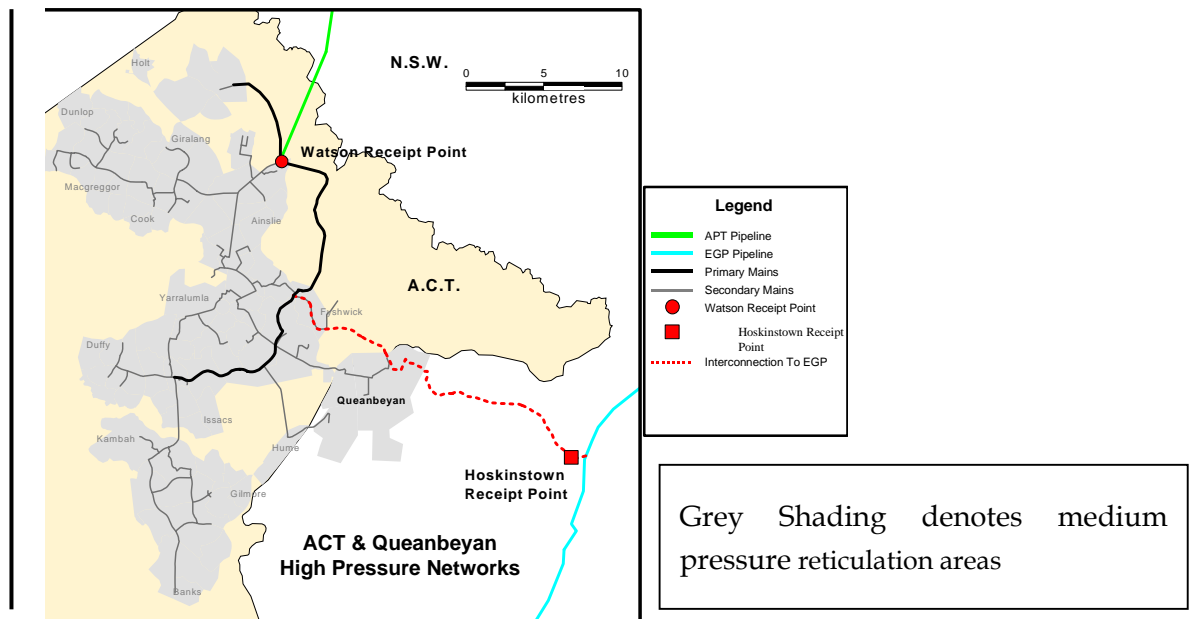 N.S.W.
0 5 10
kilometres
Holt
Dunlop
Giralang
Watson Receipt Point
Macgreggor
Cook
Ainslie
A.C.T.
Yarralumla
Fyshwick
Duffy
Queanbeyan
Issacs
Kambah
Hume
Hoskinstown
Receipt Point
Gilmore
ACT & Queanbeyan
High Pressure Networks
Banks
Legend
APT Pipeline
EGP Pipeline
Primary Mains
Secondary Mains
Watson Receipt Point
Hoskinstown Receipt
Point
Interconnection To EGP
Grey Shading denotes medium
pressure reticulation areas